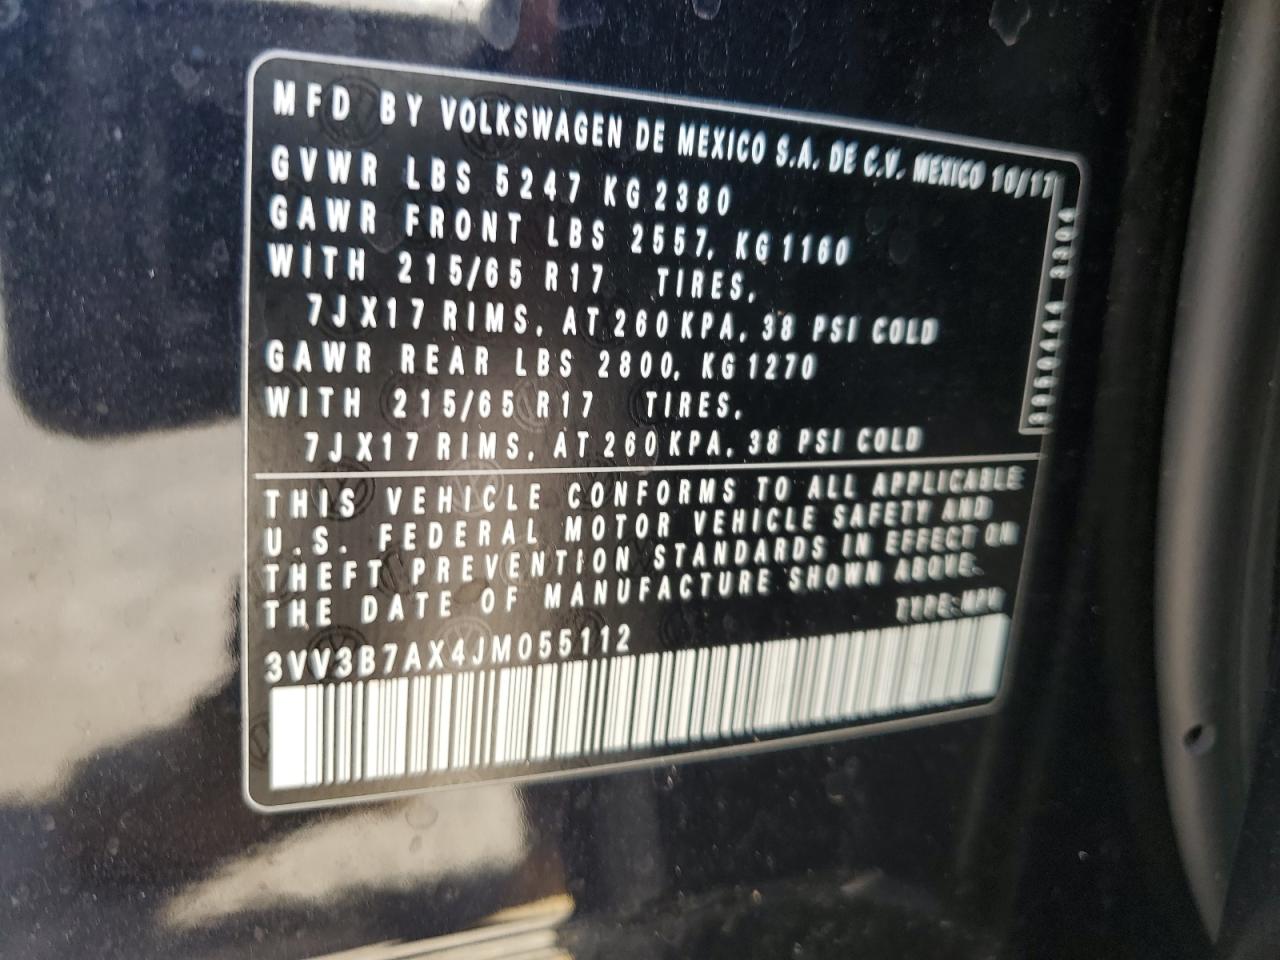 MFD BY VOLKSWAGEN DE MEXICO S.A. DE C.V. MEXICO 10/17
GVWR LBS 5247 KG 2380
GAWR FRONT LBS 2557, KG 1160
WITH 215/65 R17 TIRES,
7JX17 RIMS, AT 260 KPA, 38 PSI COLD
GAWR REAR LBS 2800, KG 1270
WITH 215/65 R17 TIRES,
7JX17 RIMS, AT 260 KPA, 38 PSI COLD
THIS VEHICLE CONFORMS TO ALL APPLICABLE
U.S. FEDERAL MOTOR VEHICLE SAFETY AND
THEFT PREVENTION STANDARDS IN EFFECT ON
THE DATE OF MANUFACTURE SHOWN ABOVE.
TYPE: MPV
3VV3B7AX4JM055112